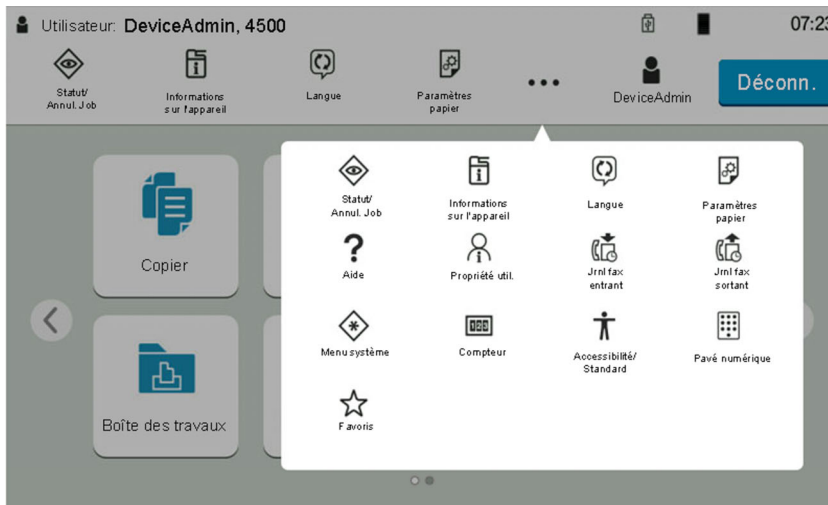 Utilisateur: DeviceAdmin, 4500
07:23
Statut/
Annul. Job
Informations
sur l'appareil
Langue
Paramètres
papier
DeviceAdmin
Déconn.
Copier
Boîte des travaux
Statut/
Annul. Job
Informations
sur l'appareil
Langue
Paramètres
papier
Aide
Propriété util.
Jrnl fax
entrant
Jrnl fax
sortant
Menu système
123
Compteur
Accessibilité/
Standard
Pavé numérique
Favoris